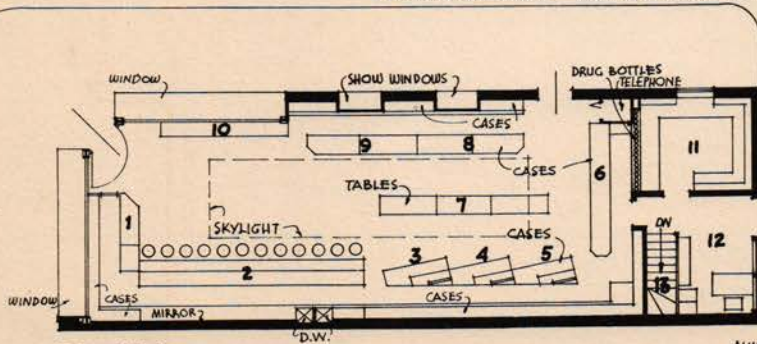 DRUG BOTTLES
WINDOW
SHOW WINDOWS
TELEPHONE
CASES
10
11
9
8
CASES
6
TABLES
7
1
SKYLIGHT
CASES
DN
12
3
4
5
2
13
WINDOW
CASES
CASES
MIRROR
D.W.